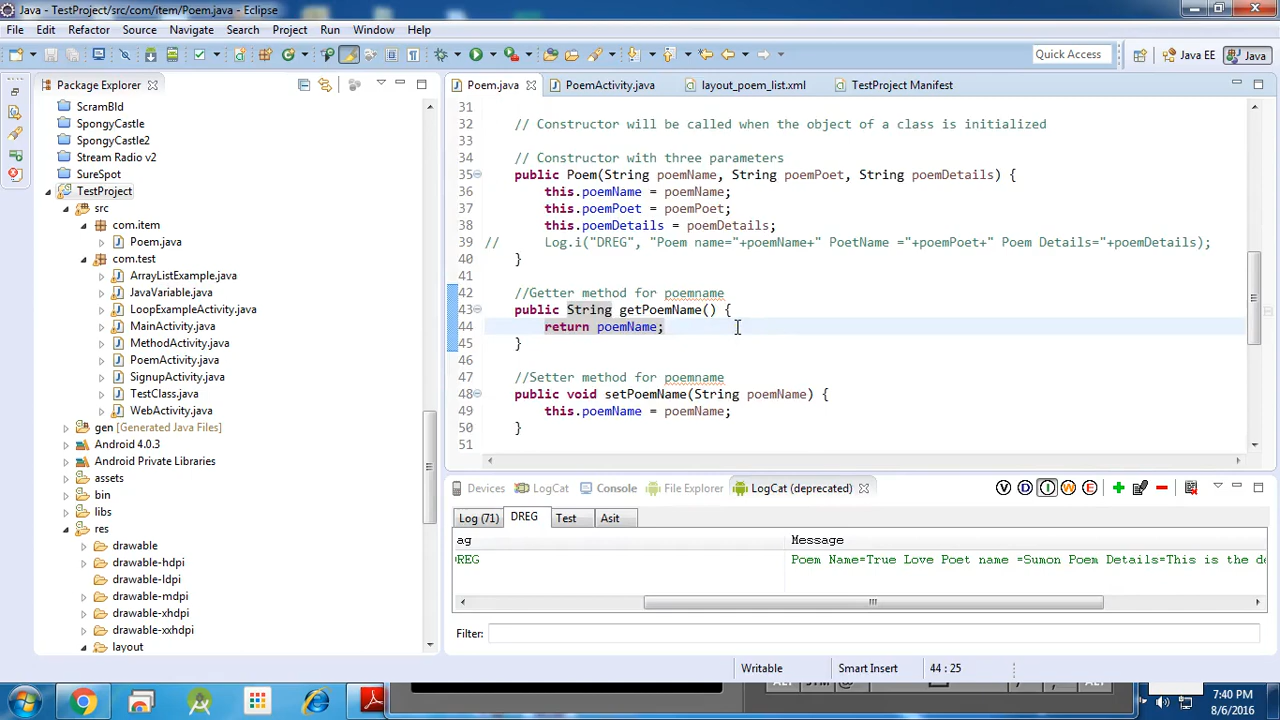 Java - TestProject/src/com/item/Poem.java - Eclipse
File Edit Refactor Source Navigate Search Project Run Window Help
Quick Access Java EE Java
Package Explorer
ScramBld
SpongyCastle
SpongyCastle2
Stream Radio v2
SureSpot
TestProject
src
com.item
Poem.java
com.test
ArrayListExample.java
JavaVariable.java
LoopExampleActivity.java
MainActivity.java
MethodActivity.java
PoemActivity.java
SignupActivity.java
TestClass.java
WebActivity.java
gen [Generated Java Files]
Android 4.0.3
Android Private Libraries
assets
bin
libs
res
drawable
drawable-hdpi
drawable-ldpi
drawable-mdpi
drawable-xhdpi
drawable-xxhdpi
layout
Poem.java PoemActivity.java layout_poem_list.xml TestProject Manifest
31
32 // Constructor will be called when the object of a class is initialized
33
34 // Constructor with three parameters
35 public Poem(String poemName, String poemPoet, String poemDetails) {
36 this.poemName = poemName;
37 this.poemPoet = poemPoet;
38 this.poemDetails = poemDetails;
39 // Log.i("DREG", "Poem name="+poemName+" PoetName ="+poemPoet+" Poem Details="+poemDetails);
40 }
41
42 //Getter method for poemname
43 public String getPoemName() {
44 return poemName;
45 }
46
47 //Setter method for poemname
48 public void setPoemName(String poemName) {
49 this.poemName = poemName;
50 }
51
Devices LogCat Console File Explorer LogCat (deprecated) V D I W E
Log (71) DREG Test Asit
ag Message
REG Poem Name=True Love Poet name =Sumon Poem Details=This is the de
Filter:
Writable Smart Insert 44 : 25
7:40 PM
8/6/2016